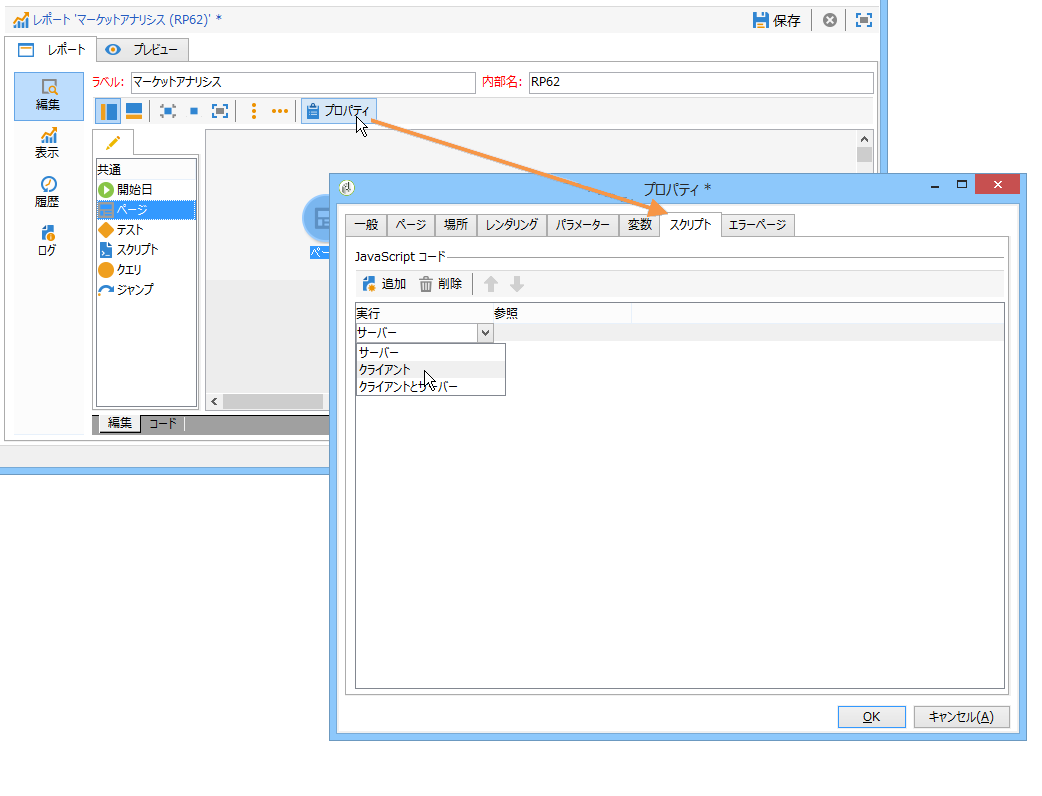 レポート 'マーケットアナリシス (RP62)' *
保存
レポート
プレビュー
ラベル: マーケットアナリシス 内部名: RP62
編集
プロパティ
表示
履歴
ログ
共通
開始日
ページ
テスト
スクリプト
クエリ
ジャンプ
編集 コード
プロパティ *
一般 ページ 場所 レンダリング パラメーター 変数 スクリプト エラーページ
JavaScript コード
追加 削除
実行 参照
サーバー
サーバー
クライアント
クライアントとサーバー
OK キャンセル(A)